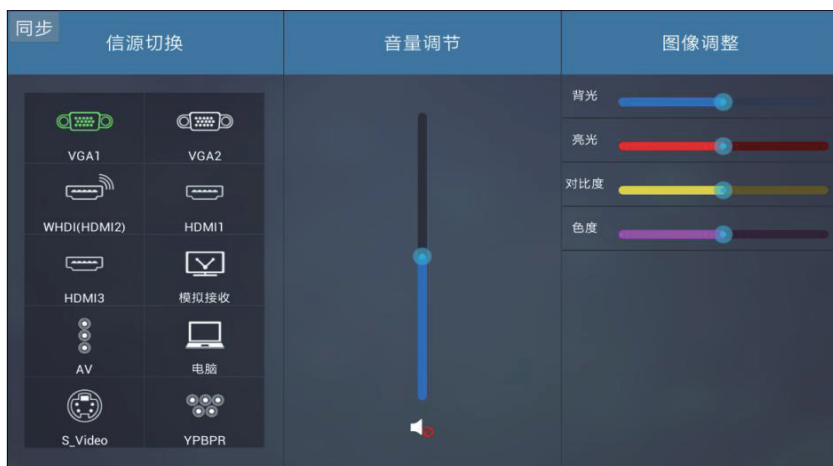 同步
信源切换
音量调节
图像调整
VGA1
VGA2
WHDI(HDMI2)
HDMI1
HDMI3
模拟接收
AV
电脑
S_Video
YPBPR
背光
亮光
对比度
色度